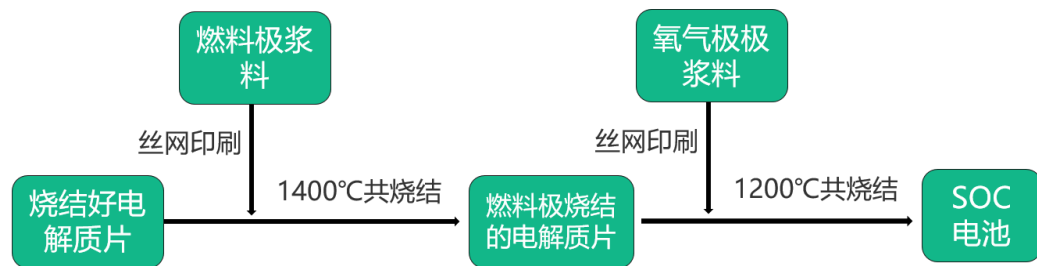 燃料极浆
料
氧气极极
浆料
丝网印刷
丝网印刷
1400℃共烧结
1200℃共烧结
烧结好电
解质片
燃料极烧结
的电解质片
SOC
电池